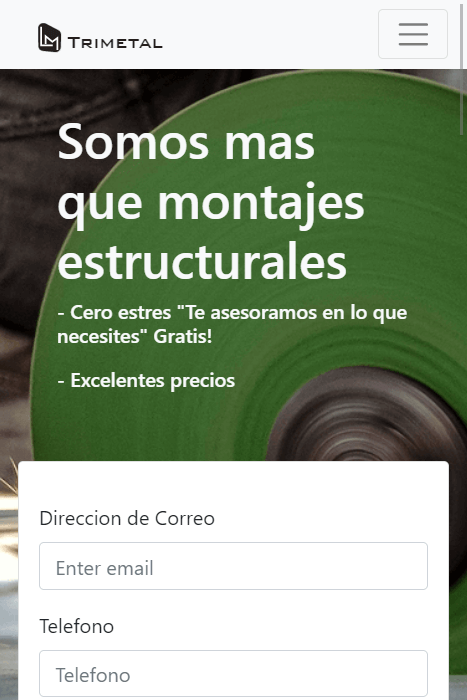 TRIMETAL
Somos mas
que montajes
estructurales
- Cero estres "Te asesoramos en lo que
necesites" Gratis!
- Excelentes precios
Direccion de Correo
Enter email
Telefono
Telefono